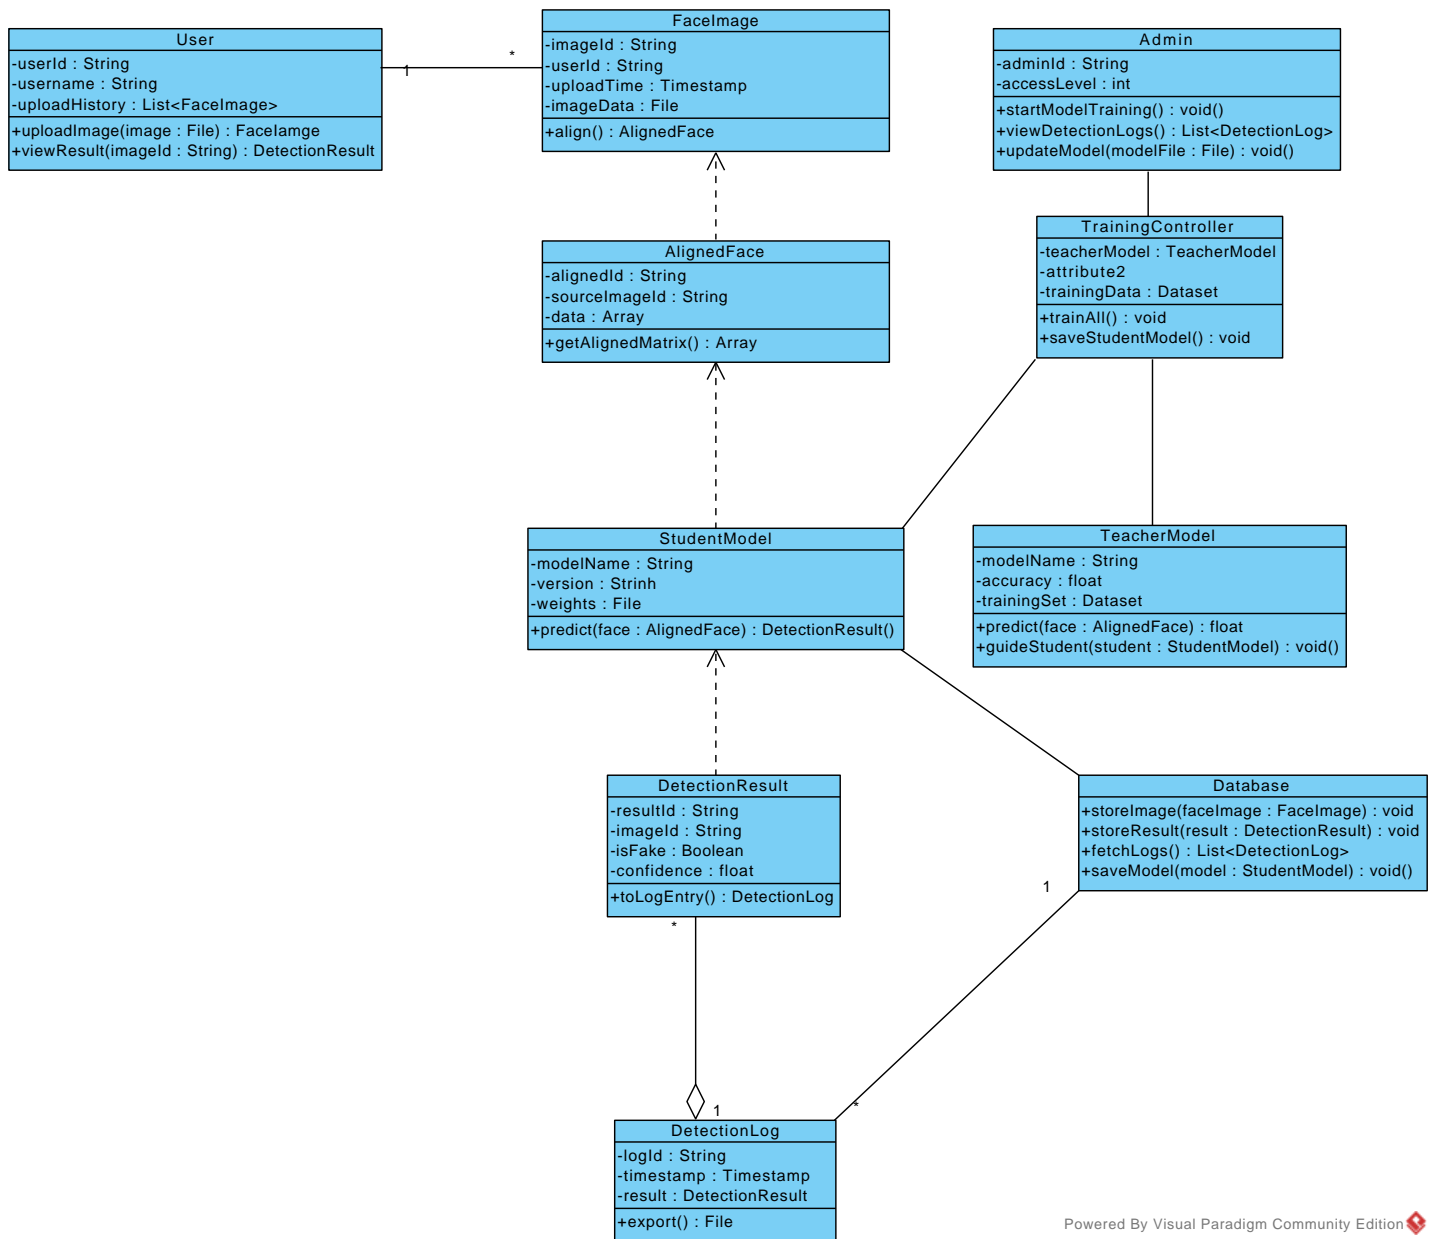 User
-userId : String
-username : String
-uploadHistory : List<FaceImage>
+uploadImage(image : File) : FaceIamge
+viewResult(imageId : String) : DetectionResult
1
*
FaceImage
-imageId : String
-userId : String
-uploadTime : Timestamp
-imageData : File
+align() : AlignedFace
Admin
-adminId : String
-accessLevel : int
+startModelTraining() : void()
+viewDetectionLogs() : List<DetectionLog>
+updateModel(modelFile : File) : void()
AlignedFace
-alignedId : String
-sourceImageId : String
-data : Array
+getAlignedMatrix() : Array
TrainingController
-teacherModel : TeacherModel
-attribute2
-trainingData : Dataset
+trainAll() : void
+saveStudentModel() : void
StudentModel
-modelName : String
-version : Strinh
-weights : File
+predict(face : AlignedFace) : DetectionResult()
TeacherModel
-modelName : String
-accuracy : float
-trainingSet : Dataset
+predict(face : AlignedFace) : float
+guideStudent(student : StudentModel) : void()
DetectionResult
-resultId : String
-imageId : String
-isFake : Boolean
-confidence : float
+toLogEntry() : DetectionLog
Database
+storeImage(faceImage : FaceImage) : void
+storeResult(result : DetectionResult) : void
+fetchLogs() : List<DetectionLog>
+saveModel(model : StudentModel) : void()
1
*
1
*
DetectionLog
-logId : String
-timestamp : Timestamp
-result : DetectionResult
+export() : File
Powered By Visual Paradigm Community Edition